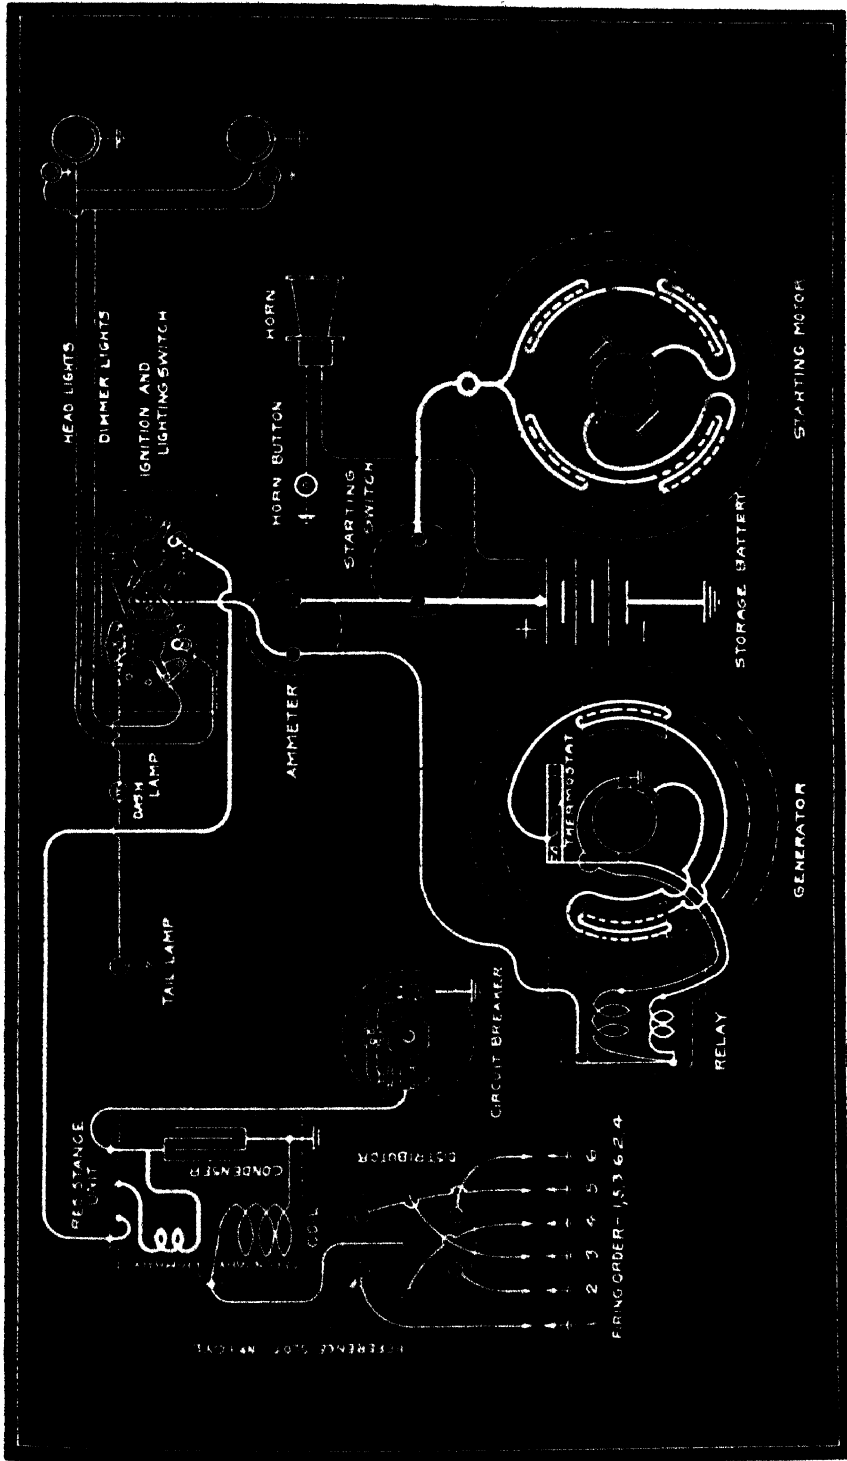 HEAD LIGHTS
DIMMER LIGHTS
IGNITION AND
LIGHTING SWITCH
HORN
HORN BUTTON
STARTING
SWITCH
STARTING MOTOR
STORAGE BATTERY
+
−
AMMETER
DASH
LAMP
TAIL LAMP
THERMOSTAT
GENERATOR
RELAY
CIRCUIT BREAKER
RESISTANCE
UNIT
CONDENSER
COIL
DISTRIBUTOR
1 2 3 4 5 6
FIRING ORDER-1,5,3,6,2,4